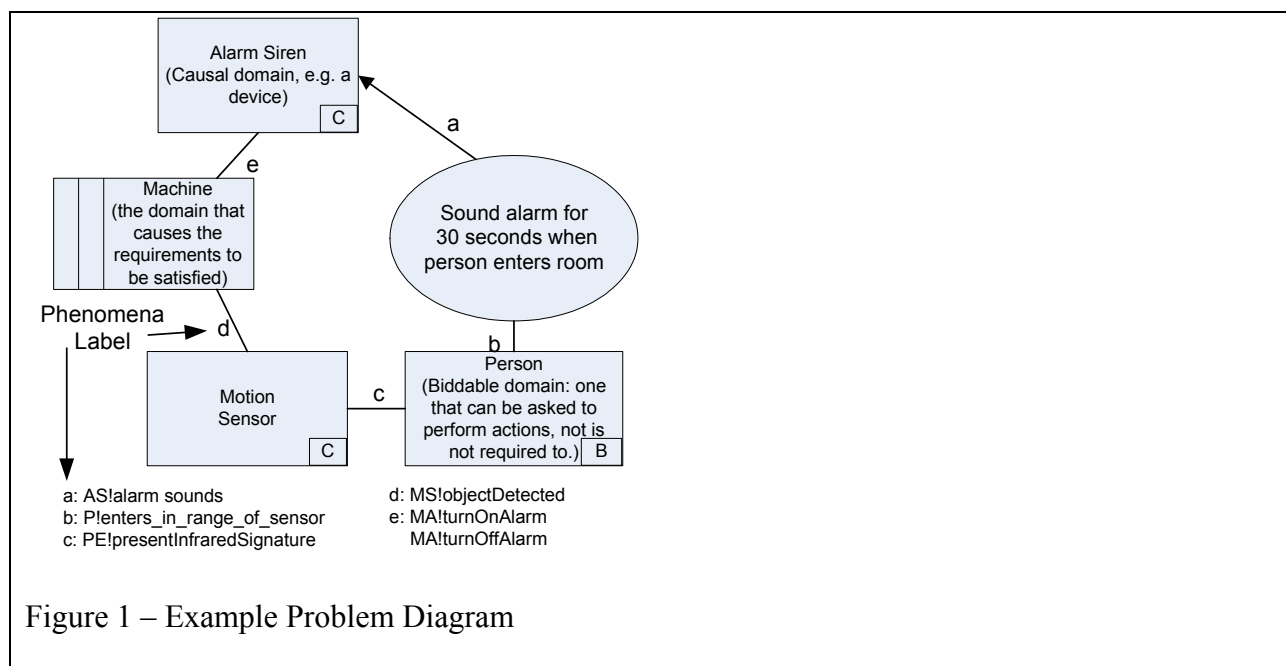 Alarm Siren
(Causal domain, e.g. a
device)
C
a
e
Machine
(the domain that
causes the
requirements to
be satisfied)
Sound alarm for
30 seconds when
person enters room
Phenomena
Label
d
b
Motion
Sensor
C
c
Person
(Biddable domain: one
that can be asked to
perform actions, not is
not required to.)
B
a: AS!alarm sounds
b: P!enters_in_range_of_sensor
c: PE!presentInfraredSignature
d: MS!objectDetected
e: MA!turnOnAlarm
MA!turnOffAlarm
Figure 1 – Example Problem Diagram